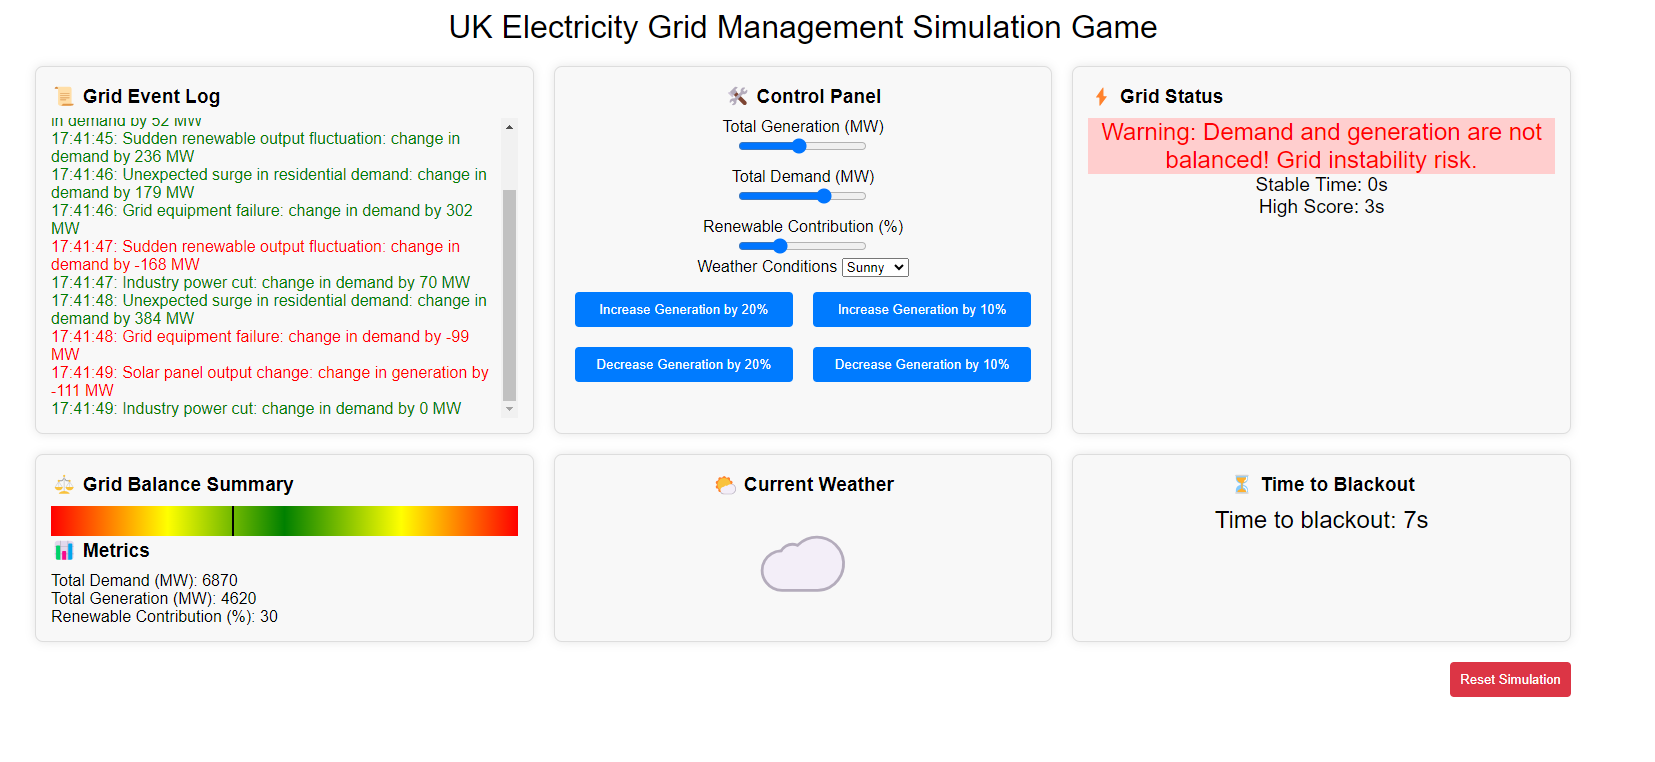 UK Electricity Grid Management Simulation Game
Grid Event Log
in demand by 52 MW
17:41:45: Sudden renewable output fluctuation: change in
demand by 236 MW
17:41:46: Unexpected surge in residential demand: change in
demand by 179 MW
17:41:46: Grid equipment failure: change in demand by 302
MW
17:41:47: Sudden renewable output fluctuation: change in
demand by -168 MW
17:41:47: Industry power cut: change in demand by 70 MW
17:41:48: Unexpected surge in residential demand: change in
demand by 384 MW
17:41:48: Grid equipment failure: change in demand by -99
MW
17:41:49: Solar panel output change: change in generation by
-111 MW
17:41:49: Industry power cut: change in demand by 0 MW
Control Panel
Total Generation (MW)
Total Demand (MW)
Renewable Contribution (%)
Weather Conditions Sunny
Increase Generation by 20%
Increase Generation by 10%
Decrease Generation by 20%
Decrease Generation by 10%
Grid Status
Warning: Demand and generation are not
balanced! Grid instability risk.
Stable Time: 0s
High Score: 3s
Grid Balance Summary
Metrics
Total Demand (MW): 6870
Total Generation (MW): 4620
Renewable Contribution (%): 30
Current Weather
Time to Blackout
Time to blackout: 7s
Reset Simulation